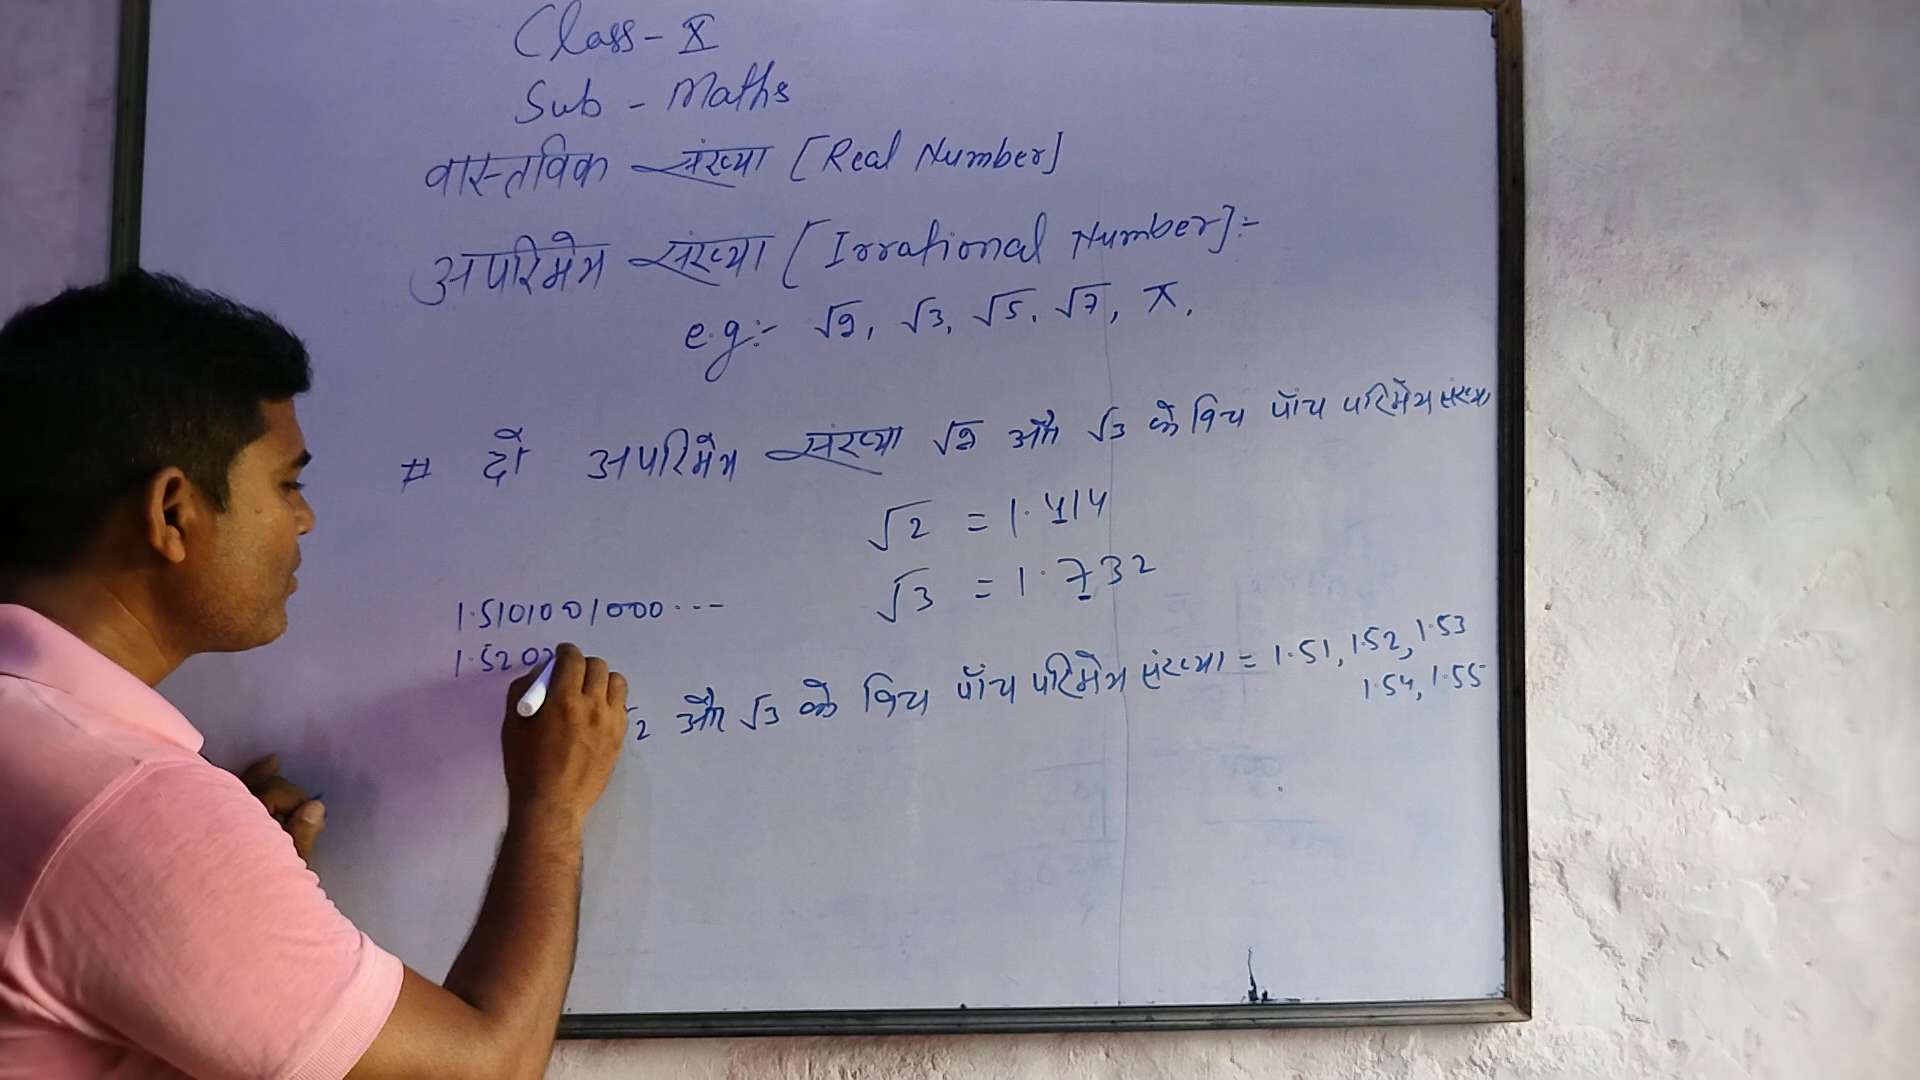 Class - X
Sub - Maths
वास्तविक संख्या [Real Number]
अपरिमेय संख्या [Irrational Number]:-
e.g:- √2, √3, √5, √7, π,
# दो अपरिमेय संख्या √2 और √3 के बिच पाँच परिमेय संख्या
√2 = 1.414
√3 = 1.732
1.5101001000...
1.520
√2 और √3 के बिच पाँच परिमेय संख्या = 1.51, 1.52, 1.53
1.54, 1.55